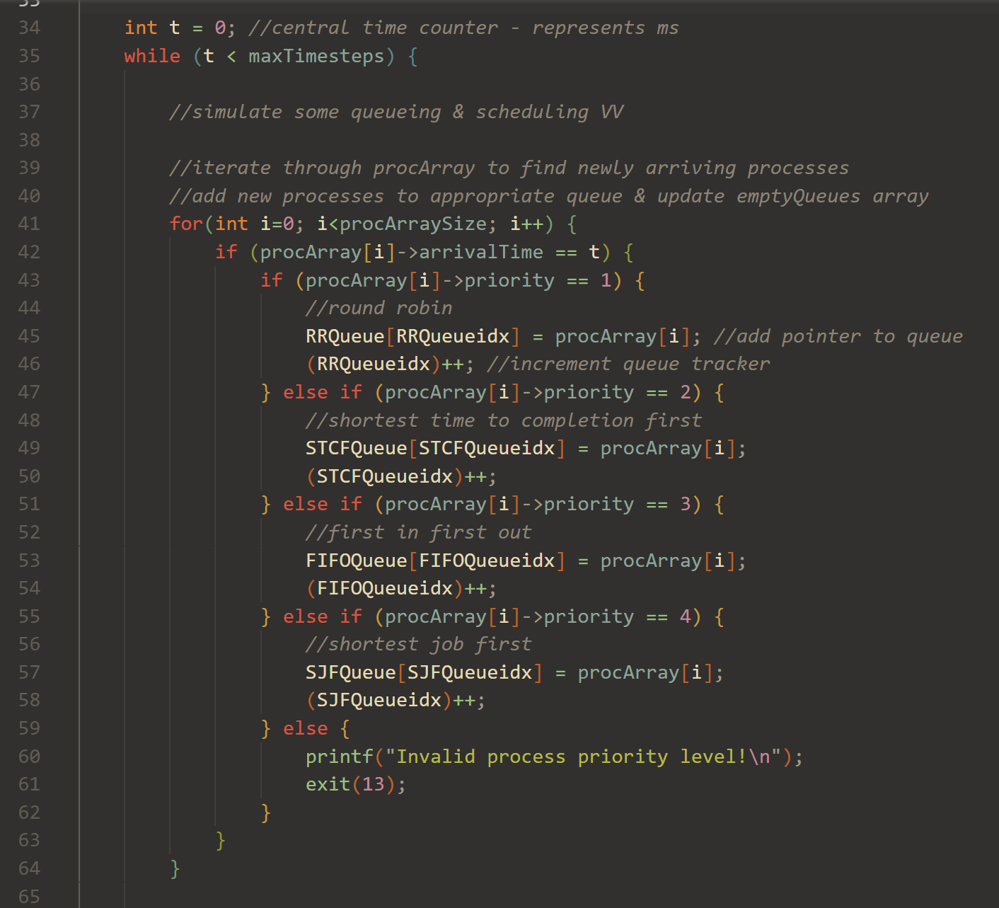 33
34 int t = 0; //central time counter - represents ms
35 while (t < maxTimesteps) {
36
37 //simulate some queueing & scheduling VV
38
39 //iterate through procArray to find newly arriving processes
40 //add new processes to appropriate queue & update emptyQueues array
41 for(int i=0; i<procArraySize; i++) {
42 if (procArray[i]->arrivalTime == t) {
43 if (procArray[i]->priority == 1) {
44 //round robin
45 RRQueue[RRQueueidx] = procArray[i]; //add pointer to queue
46 (RRQueueidx)++; //increment queue tracker
47 } else if (procArray[i]->priority == 2) {
48 //shortest time to completion first
49 STCFQueue[STCFQueueidx] = procArray[i];
50 (STCFQueueidx)++;
51 } else if (procArray[i]->priority == 3) {
52 //first in first out
53 FIFOQueue[FIFOQueueidx] = procArray[i];
54 (FIFOQueueidx)++;
55 } else if (procArray[i]->priority == 4) {
56 //shortest job first
57 SJFQueue[SJFQueueidx] = procArray[i];
58 (SJFQueueidx)++;
59 } else {
60 printf("Invalid process priority level!\n");
61 exit(13);
62 }
63 }
64 }
65